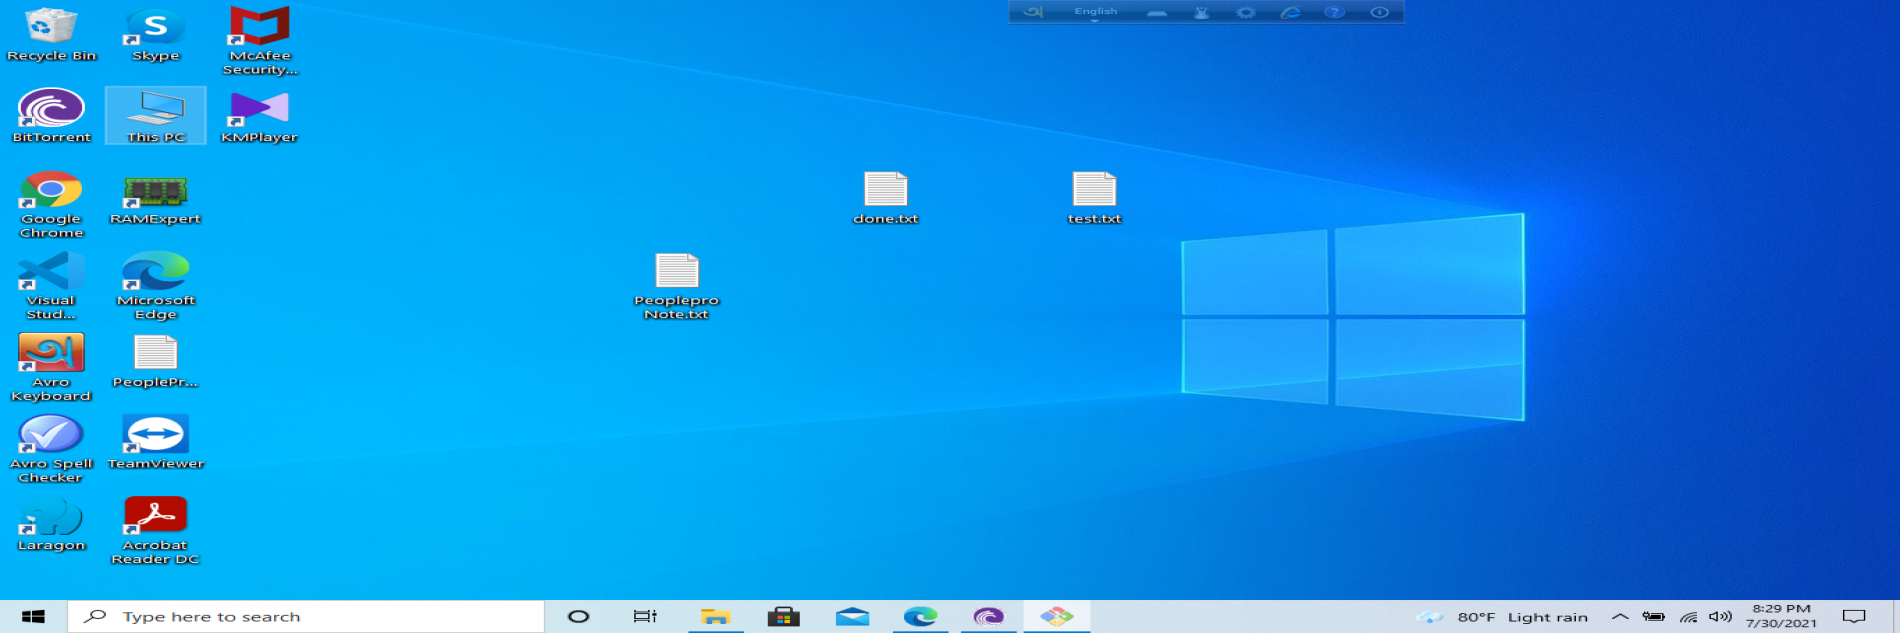 English
Recycle Bin
Skype
McAfee
Security...
BitTorrent
This PC
KMPlayer
Google
Chrome
RAMExpert
done.txt
test.txt
Visual
Stud...
Microsoft
Edge
Peoplepro
Note.txt
অ
Avro
Keyboard
PeoplePr...
Avro Spell
Checker
TeamViewer
Laragon
Acrobat
Reader DC
Type here to search
80°F Light rain
8:29 PM
7/30/2021